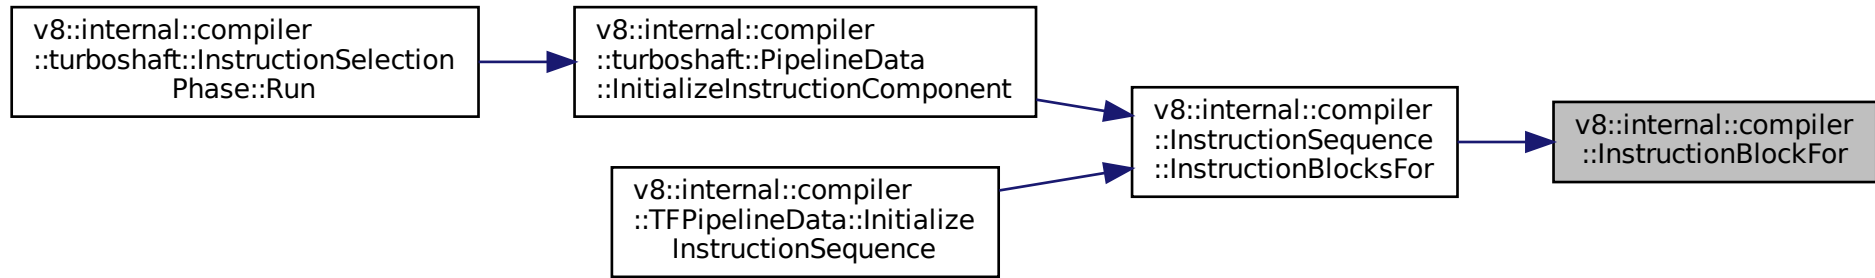 v8::internal::compiler
::turboshaft::InstructionSelection
Phase::Run
v8::internal::compiler
::turboshaft::PipelineData
::InitializeInstructionComponent
v8::internal::compiler
::TFPipelineData::Initialize
InstructionSequence
v8::internal::compiler
::InstructionSequence
::InstructionBlocksFor
v8::internal::compiler
::InstructionBlockFor